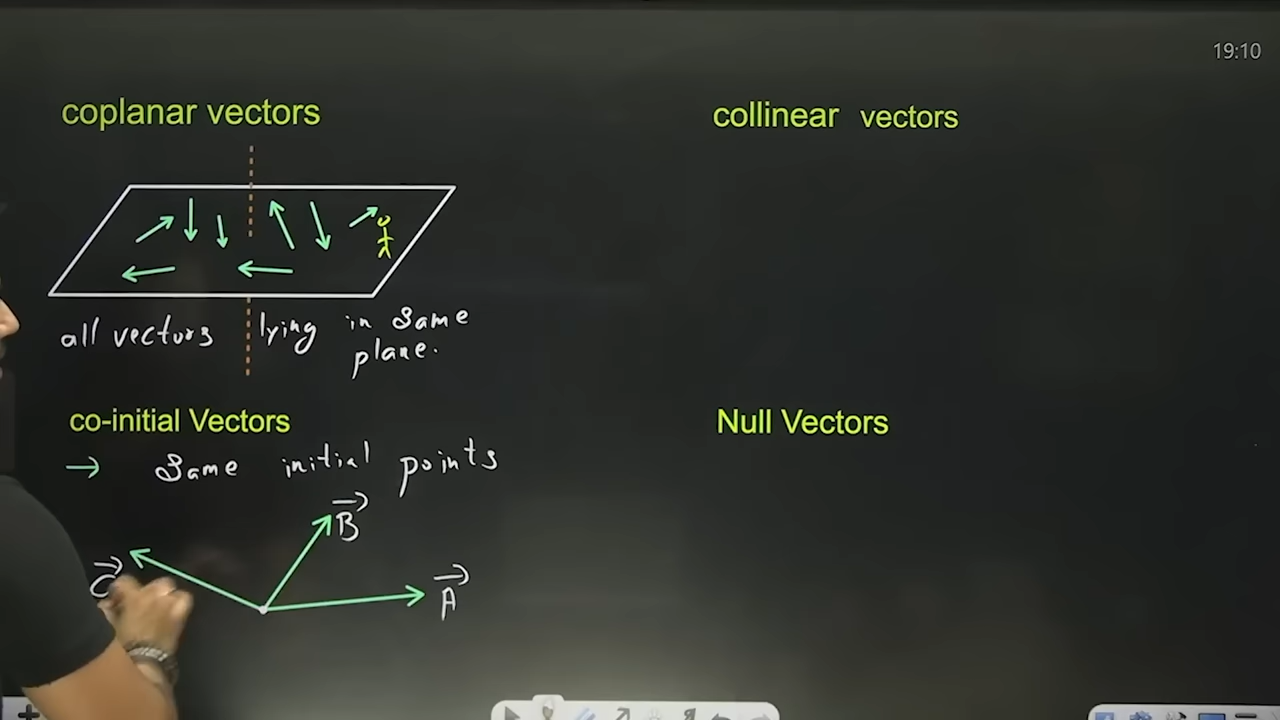 19:10
coplanar vectors
all vectors lying in same
plane.
co-initial Vectors
→ Same initial points
B
C
A
collinear vectors
Null Vectors